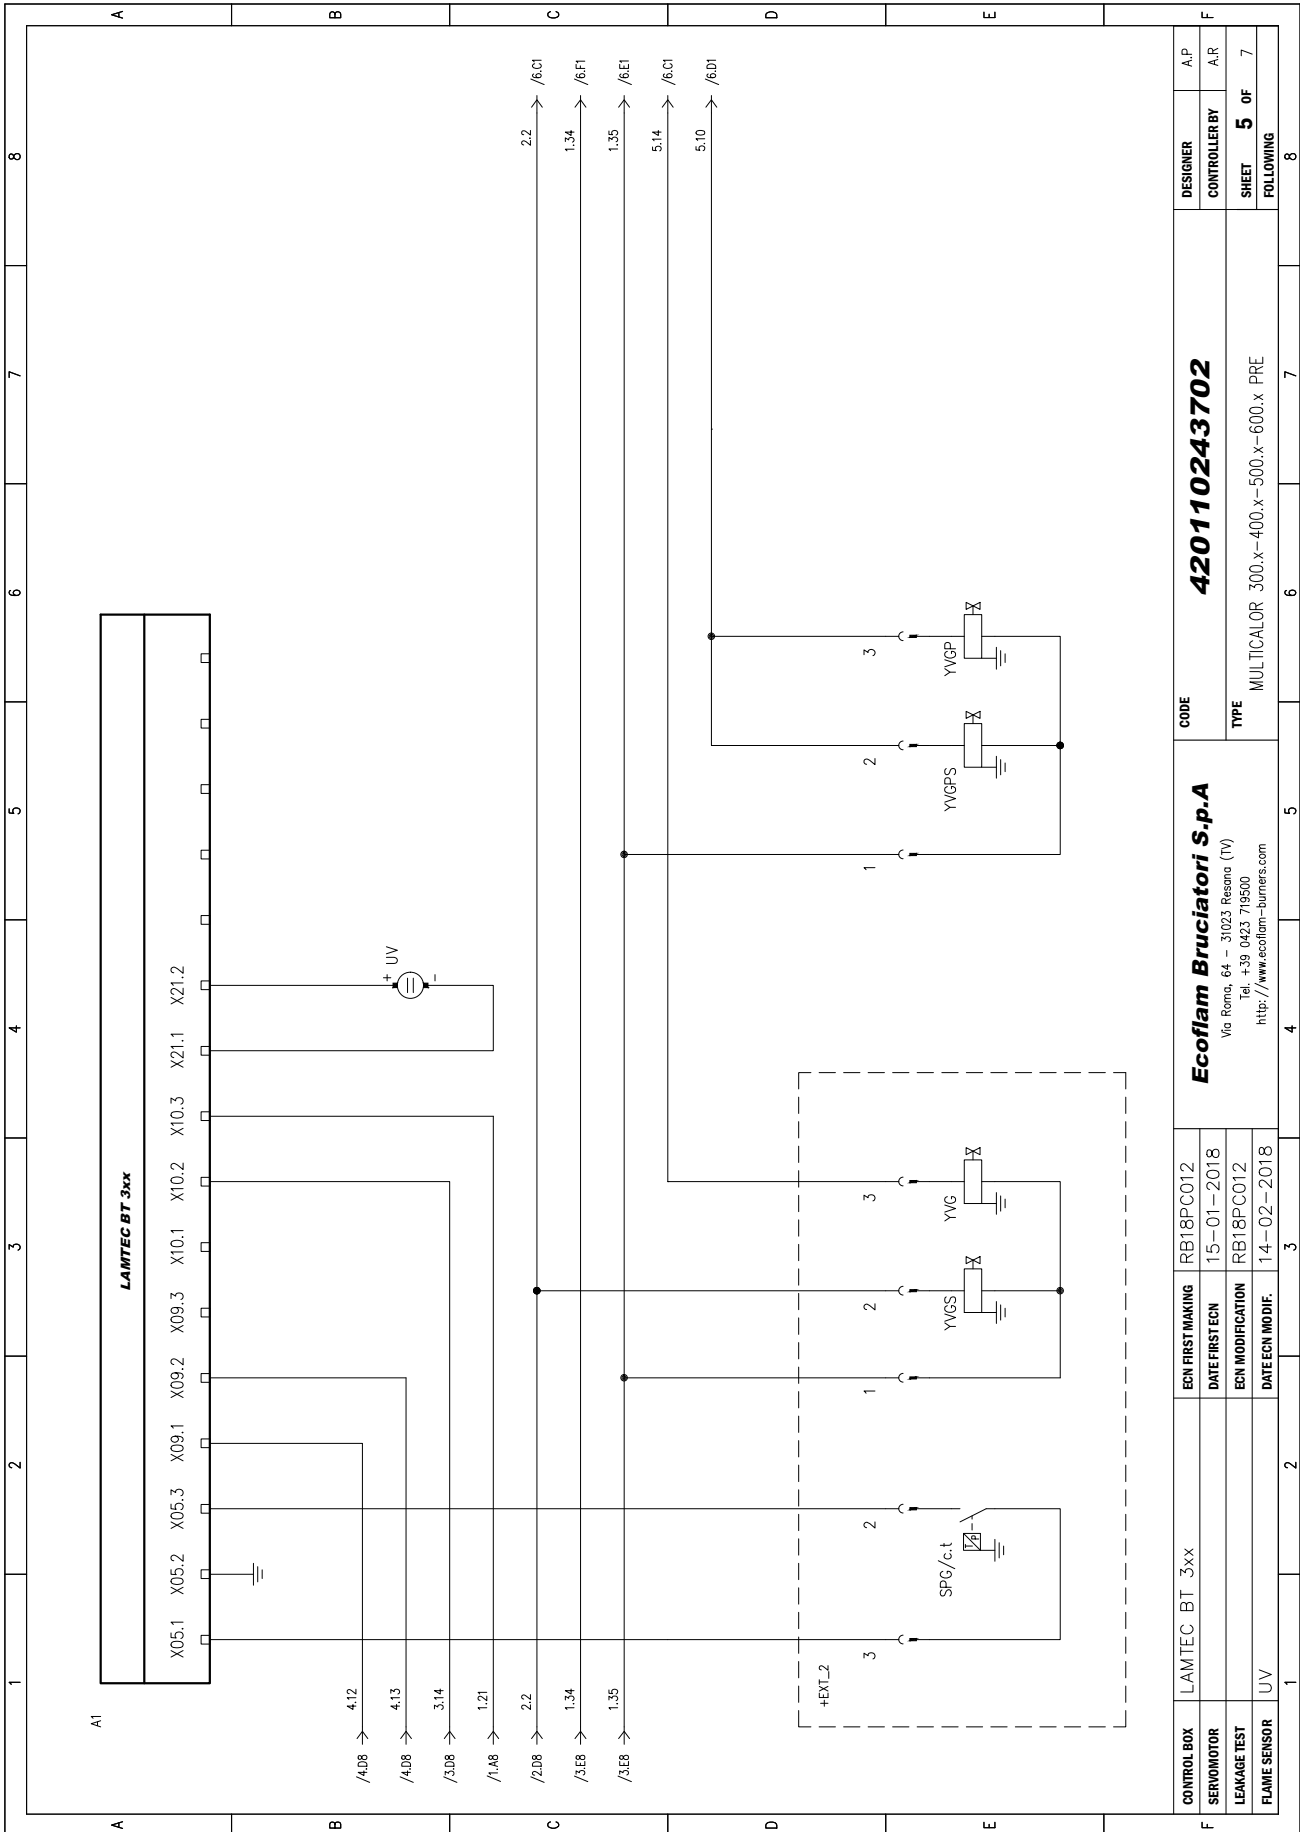 1 2 3 4 5 6 7 8
A
B
C
D
E
F
A1
LAMTEC BT 3xx
X05.1 X05.2 X05.3 X09.1 X09.2 X09.3 X10.1 X10.2 X10.3 X21.1 X21.2
+ UV
-
/4.D8 4.12
/4.D8 4.13
/3.D8 3.14
/1.A8 1.21
/2.D8 2.2
/3.E8 1.34
/3.E8 1.35
2.2 /6.C1
1.34 /6.F1
1.35 /6.E1
5.14 /6.C1
5.10 /6.D1
+EXT_2
3 2 1 2 3 1 2 3
SPG/c.t
YVGS
YVG
YVGPS
YVGP
CONTROL BOX LAMTEC BT 3xx
SERVOMOTOR
LEAKAGE TEST
FLAME SENSOR UV
ECN FIRST MAKING RB18PC012
DATE FIRST ECN 15-01-2018
ECN MODIFICATION RB18PC012
DATE ECN MODIF. 14-02-2018
Ecoflam Bruciatori S.p.A
Via Roma, 64 - 31023 Resana (TV)
Tel. +39 0423 719500
http://www.ecoflam-burners.com
CODE
420110243702
TYPE
MULTICALOR 300.x-400.x-500.x-600.x PRE
DESIGNER A.P
CONTROLLER BY A.R
SHEET 5 OF 7
FOLLOWING
1 2 3 4 5 6 7 8
A
B
C
D
E
F